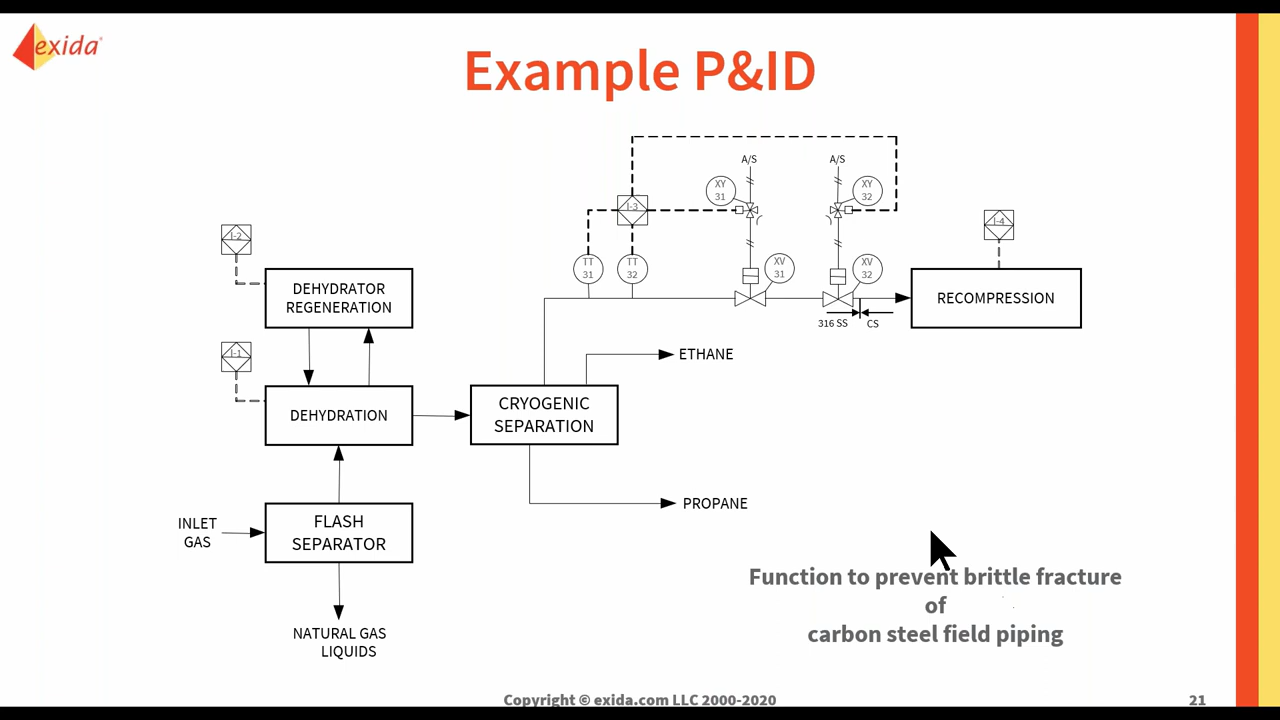 exida
Example P&ID
A/S
A/S
XY
31
XY
32
I-3
I-4
I-2
TT
31
TT
32
XV
31
XV
32
DEHYDRATOR
REGENERATION
RECOMPRESSION
316 SS
CS
I-1
ETHANE
DEHYDRATION
CRYOGENIC
SEPARATION
PROPANE
INLET
GAS
FLASH
SEPARATOR
NATURAL GAS
LIQUIDS
Function to prevent brittle fracture
of
carbon steel field piping
Copyright © exida.com LLC 2000-2020
21